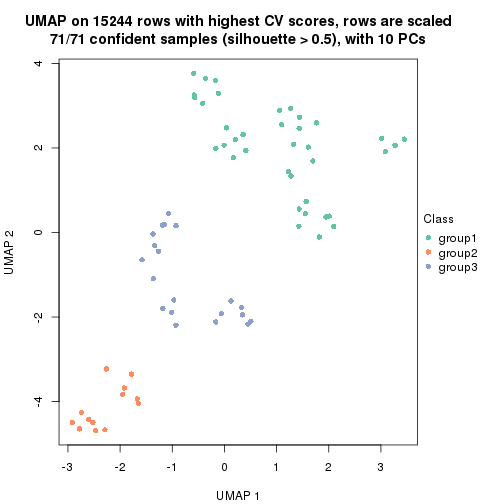 UMAP on 15244 rows with highest CV scores, rows are scaled
71/71 confident samples (silhouette > 0.5), with 10 PCs
4
2
0
-2
-4
UMAP 2
-3
-2
-1
0
1
2
3
UMAP 1
Class
group1
group2
group3